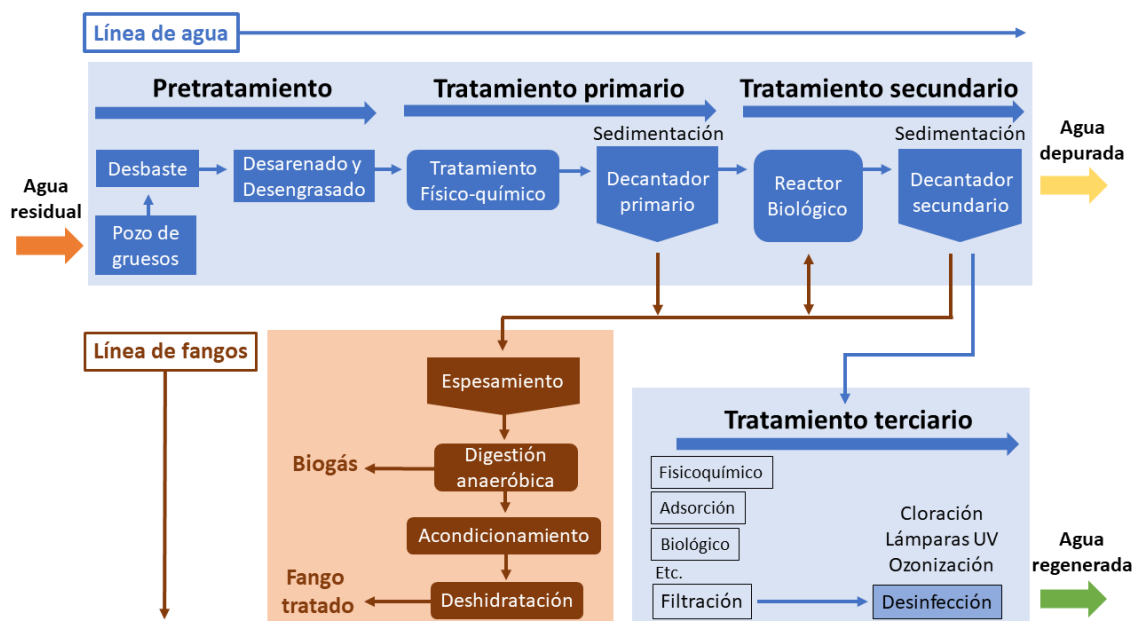 Línea de agua
Pretratamiento
Tratamiento primario
Tratamiento secundario
Agua
residual
Pozo de
gruesos
Desbaste
Desarenado y
Desengrasado
Tratamiento
Físico-químico
Sedimentación
Decantador
primario
Reactor
Biológico
Sedimentación
Decantador
secundario
Agua
depurada
Línea de fangos
Espesamiento
Digestión
anaeróbica
Biogás
Acondicionamiento
Deshidratación
Fango
tratado
Tratamiento terciario
Fisicoquímico
Adsorción
Biológico
Etc.
Filtración
Cloración
Lámparas UV
Ozonización
Desinfección
Agua
regenerada